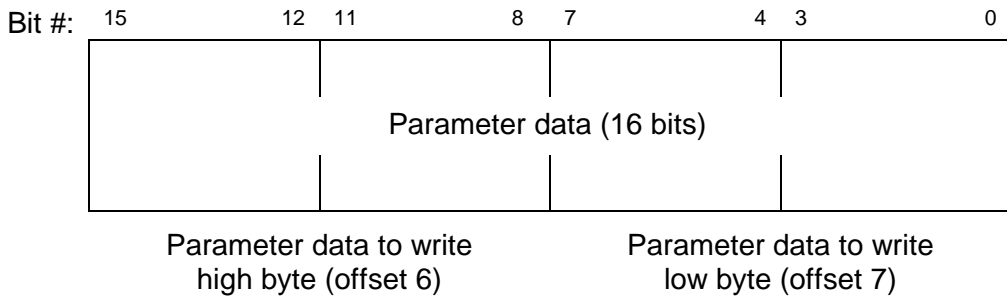 Bit #: 15 12 11 8 7 4 3 0
Parameter data (16 bits)
Parameter data to write
high byte (offset 6)
Parameter data to write
low byte (offset 7)